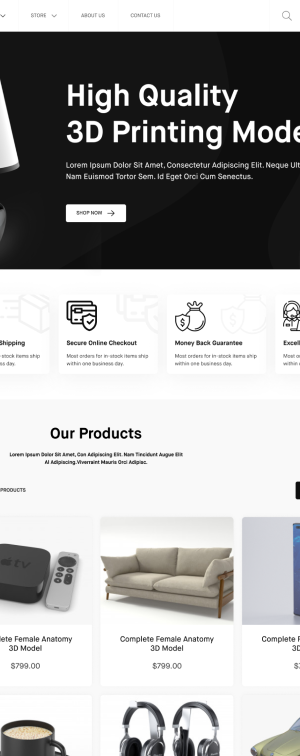 STORE
ABOUT US
CONTACT US
High Quality
3D Printing Mode
Lorem Ipsum Dolor Sit Amet, Consectetur Adipiscing Elit. Neque Ult
Nam Euismod Tortor Sem. Id Eget Orci Cum Senectus.
SHOP NOW
Shipping
-stock items ship
ss day.
Secure Online Checkout
Most orders for in-stock items ship
within one business day.
Money Back Guarantee
Most orders for in-stock items ship
within one business day.
Excell
Most o
within
Our Products
Lorem Ipsum Dolor Sit Amet, Con Adipiscing Elit. Nam Tincidunt Augue Elit
Al Adipiscing.Viverraint Mauris Orci Adipisc.
PRODUCTS
tv
lete Female Anatomy
3D Model
$799.00
Complete Female Anatomy
3D Model
$799.00
Complete F
3D
$7